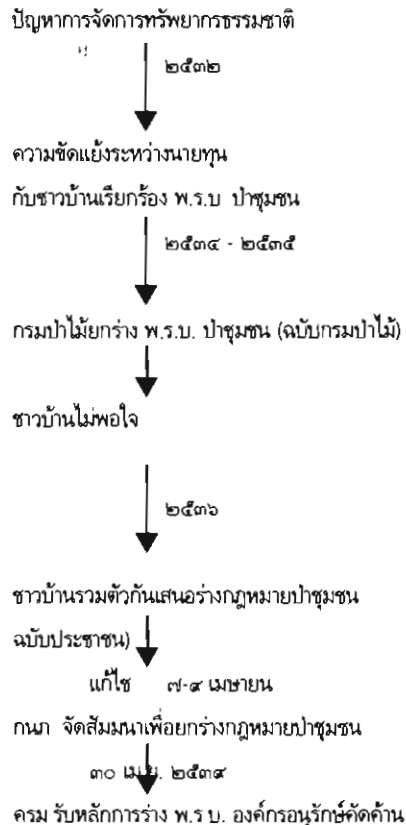 ปัญหาการจัดการทรัพยากรธรรมชาติ
๒๕๓๒
ความขัดแย้งระหว่างนายทุน
กับชาวบ้านเรียกร้อง พ.ร.บ ป่าชุมชน
๒๕๓๔ - ๒๕๓๕
กรมป่าไม้ยกร่าง พ.ร.บ. ป่าชุมชน (ฉบับกรมป่าไม้)
ชาวบ้านไม่พอใจ
๒๕๓๖
ชาวบ้านรวมตัวกันเสนอร่างกฎหมายป่าชุมชน
ฉบับประชาชน)
แก้ไข ๗-๙ เมษายน
กนภ จัดสัมมนาเพื่อยกร่างกฎหมายป่าชุมชน
๓๐ เม.ย. ๒๕๓๙
ครม รับหลักการร่าง พ.ร บ. องค์กรอนุรักษ์คัดค้าน